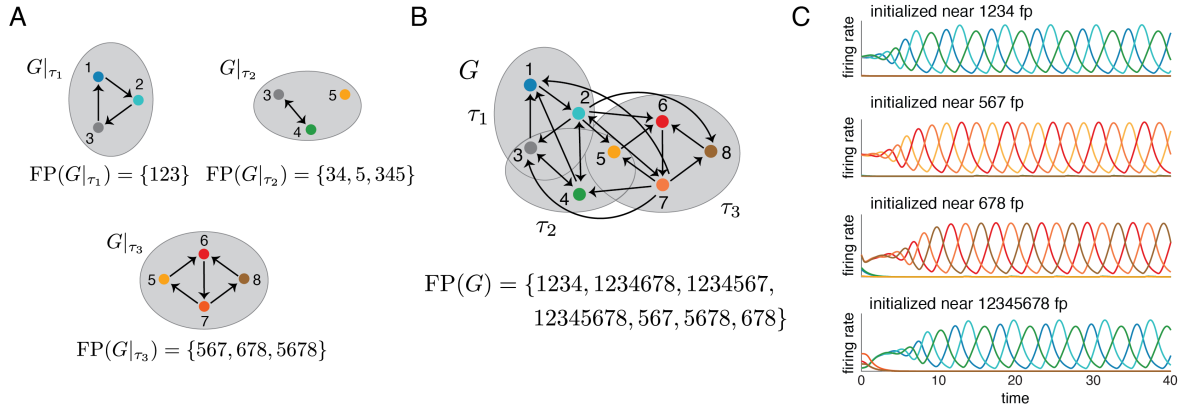 A
G|τ1
1
2
3
FP(G|τ1) = {123}
G|τ2
3
5
4
FP(G|τ2) = {34, 5, 345}
G|τ3
6
5
8
7
FP(G|τ3) = {567, 678, 5678}
B
G
τ1
1
2
6
3
5
8
4
7
τ2
τ3
FP(G) = {1234, 1234678, 1234567,
12345678, 567, 5678, 678}
C
initialized near 1234 fp
firing rate
initialized near 567 fp
firing rate
initialized near 678 fp
firing rate
initialized near 12345678 fp
firing rate
0 10 20 30 40
time